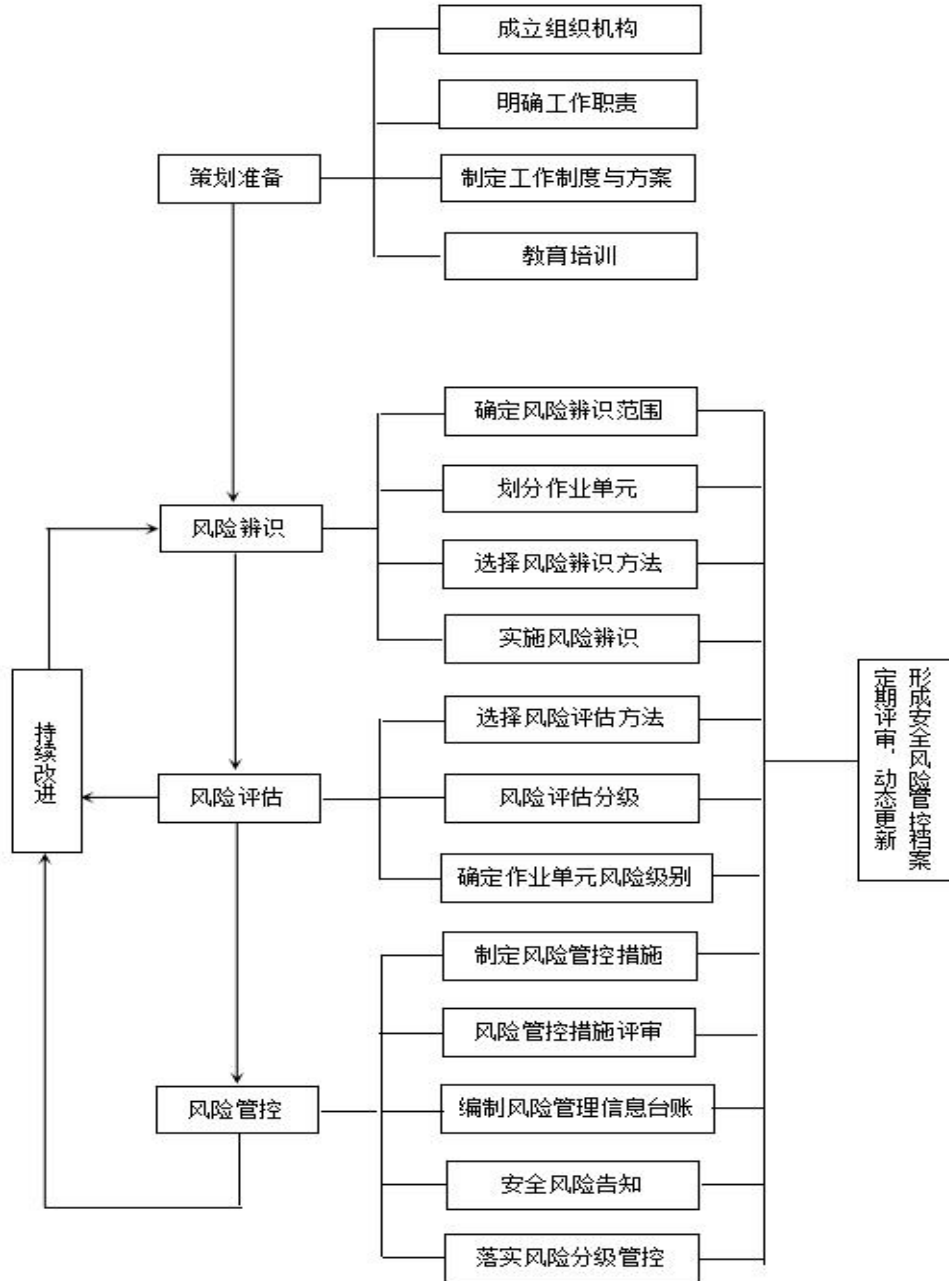 成立组织机构
明确工作职责
策划准备
制定工作制度与方案
教育培训
确定风险辨识范围
划分作业单元
风险辨识
选择风险辨识方法
实施风险辨识
持续改进
选择风险评估方法
风险评估
风险评估分级
确定作业单元风险级别
制定风险管控措施
风险管控措施评审
风险管控
编制风险管理信息台账
安全风险告知
落实风险分级管控
形成安全风险管控档案
定期评审，动态更新